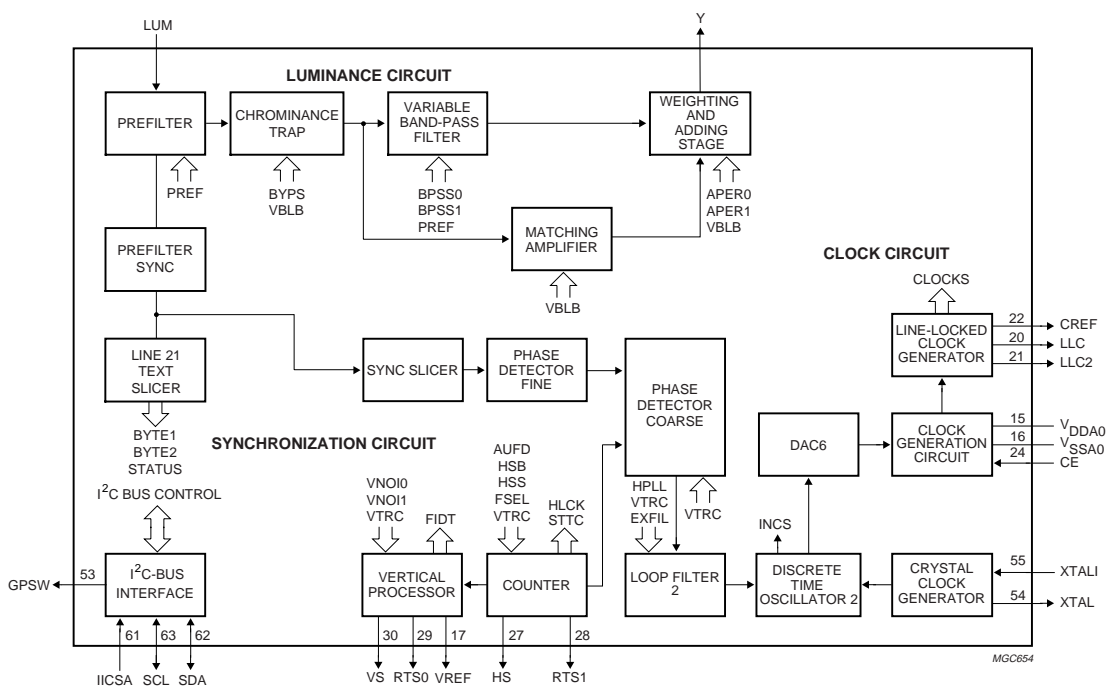 LUM
Y
LUMINANCE CIRCUIT
PREFILTER
CHROMINANCE
TRAP
VARIABLE
BAND-PASS
FILTER
WEIGHTING
AND
ADDING
STAGE
PREF
BYPS
VBLB
BPSS0
BPSS1
PREF
APER0
APER1
VBLB
MATCHING
AMPLIFIER
VBLB
PREFILTER
SYNC
CLOCK CIRCUIT
CLOCKS
LINE-LOCKED
CLOCK
GENERATOR
22
CREF
20
LLC
21
LLC2
LINE 21
TEXT
SLICER
SYNC SLICER
PHASE
DETECTOR
FINE
PHASE
DETECTOR
COARSE
DAC6
CLOCK
GENERATION
CIRCUIT
15
VDDA0
16
VSSA0
24
CE
BYTE1
BYTE2
STATUS
SYNCHRONIZATION CIRCUIT
I2C BUS CONTROL
VNOI0
VNOI1
VTRC
FIDT
AUFD
HSB
HSS
FSEL
VTRC
HLCK
STTC
HPLL
VTRC
EXFIL
VTRC
INCS
GPSW
53
I2C-BUS
INTERFACE
VERTICAL
PROCESSOR
COUNTER
LOOP FILTER
2
DISCRETE
TIME
OSCILLATOR 2
CRYSTAL
CLOCK
GENERATOR
55
XTALI
54
XTAL
61
63
62
30
29
17
27
28
IICSA
SCL
SDA
VS
RTS0
VREF
HS
RTS1
MGC654